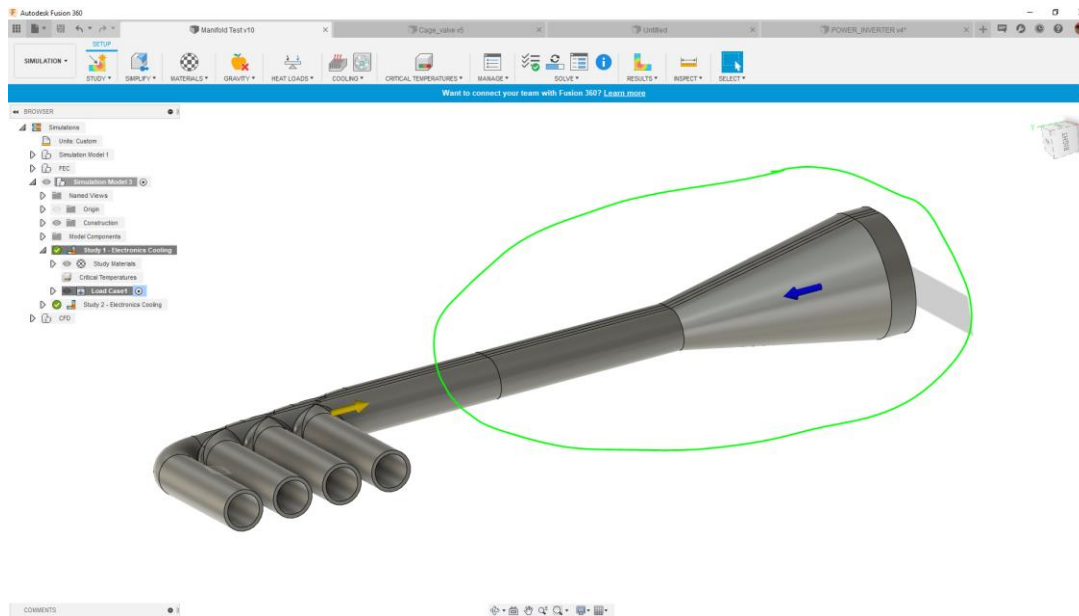 Autodesk Fusion 360
Manifold Test v10
Cage_valve v5
Untitled
POWER_INVERTER v4*
SIMULATION
SETUP
STUDY
SIMPLIFY
MATERIALS
GRAVITY
HEAT LOADS
COOLING
CRITICAL TEMPERATURES
MANAGE
SOLVE
RESULTS
INSPECT
SELECT
Want to connect your team with Fusion 360? Learn more
BROWSER
Simulations
Units: Custom
Simulation Model 1
FEC
Simulation Model 3
Named Views
Origin
Construction
Model Components
Study 1 - Electronics Cooling
Study Materials
Critical Temperatures
Load Case1
Study 2 - Electronics Cooling
CFD
COMMENTS